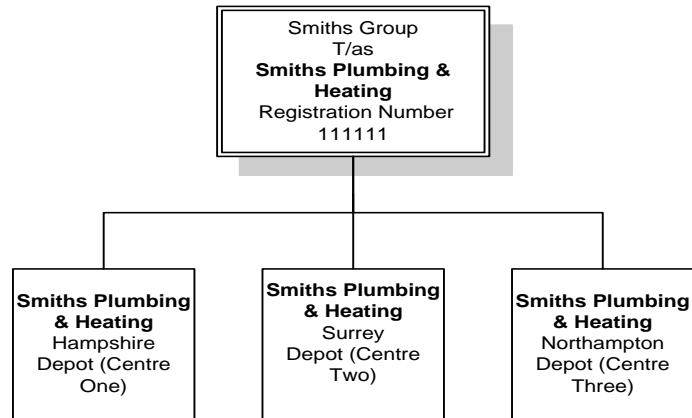 Smiths Group
T/as
Smiths Plumbing &
Heating
Registration Number
111111
Smiths Plumbing
& Heating
Hampshire
Depot (Centre
One)
Smiths Plumbing
& Heating
Surrey
Depot (Centre
Two)
Smiths Plumbing
& Heating
Northampton
Depot (Centre
Three)